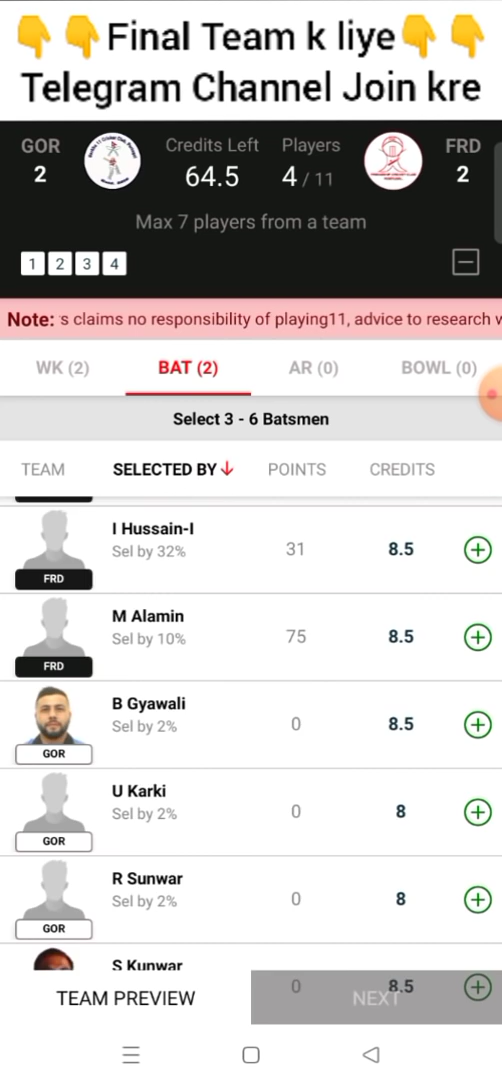 👇👇Final Team k liye👇👇
Telegram Channel Join kre
GOR Credits Left Players FRD
2 64.5 4 / 11 2
Max 7 players from a team
1 2 3 4
Note: s claims no responsibility of playing11, advice to research w
WK (2) BAT (2) AR (0) BOWL (0)
Select 3 - 6 Batsmen
TEAM SELECTED BY↓ POINTS CREDITS
I Hussain-I
Sel by 32% 31 8.5
FRD
M Alamin
Sel by 10% 75 8.5
FRD
B Gyawali
Sel by 2% 0 8.5
GOR
U Karki
Sel by 2% 0 8
GOR
R Sunwar
Sel by 2% 0 8
GOR
S Kunwar
0 8.5
TEAM PREVIEW NEXT